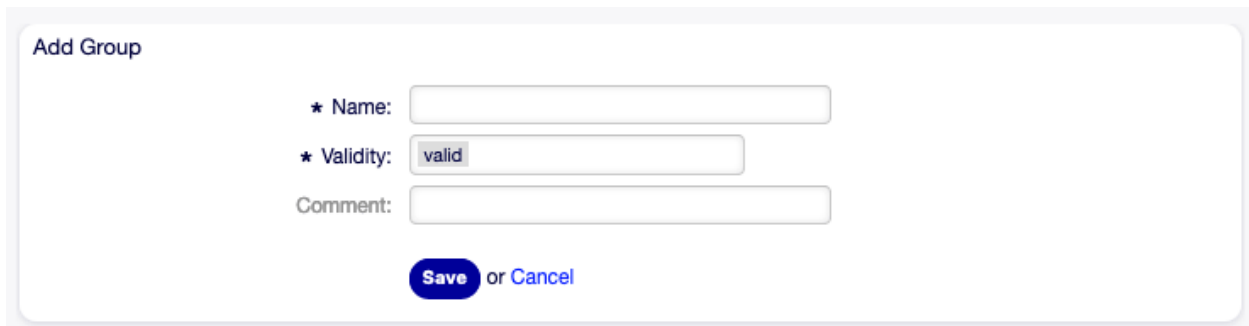 Add Group
★ Name:
★ Validity: valid
Comment:
Save or Cancel